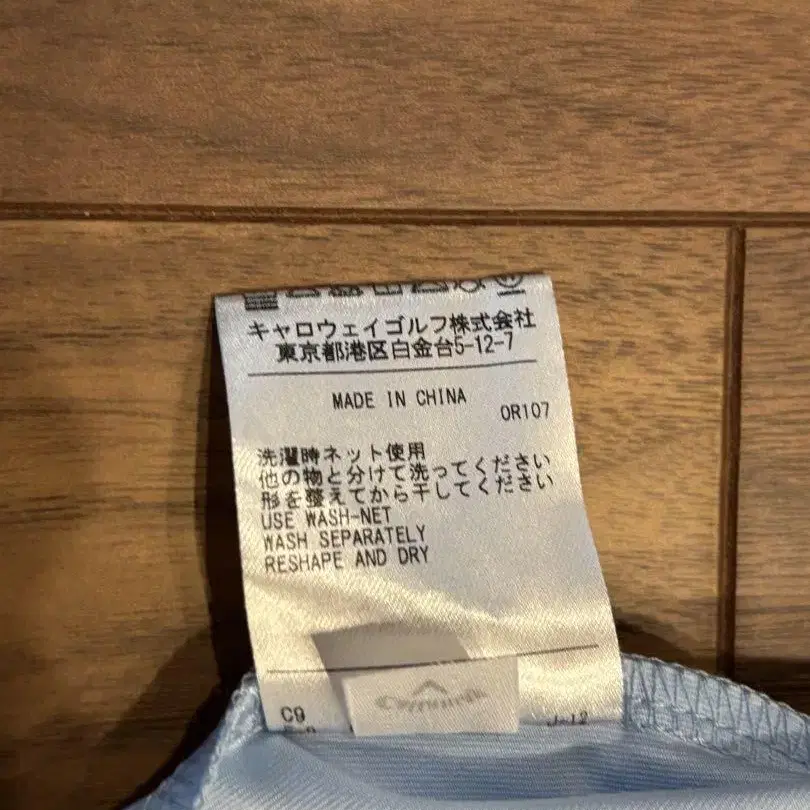 キャロウェイゴルフ株式会社
東京都港区白金台5-12-7
MADE IN CHINA
OR107
洗濯時ネット使用
他の物と分けて洗ってください
形を整えてから干してください
USE WASH-NET
WASH SEPARATELY
RESHAPE AND DRY
C9
J-12